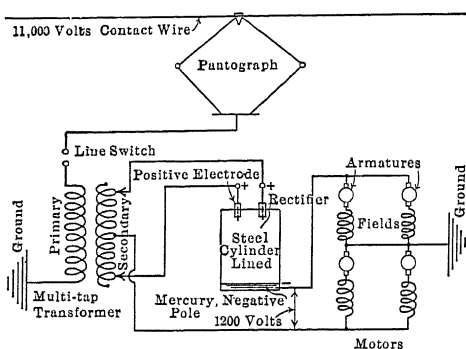 11,000 Volts Contact Wire
Pantograph
Line Switch
Positive Electrode
+
+
Armatures
Rectifier
Ground
Primary
Secondary
Steel
Cylinder
Lined
Fields
Ground
Multi-tap
Transformer
Mercury, Negative
Pole
-
1200 Volts
Motors